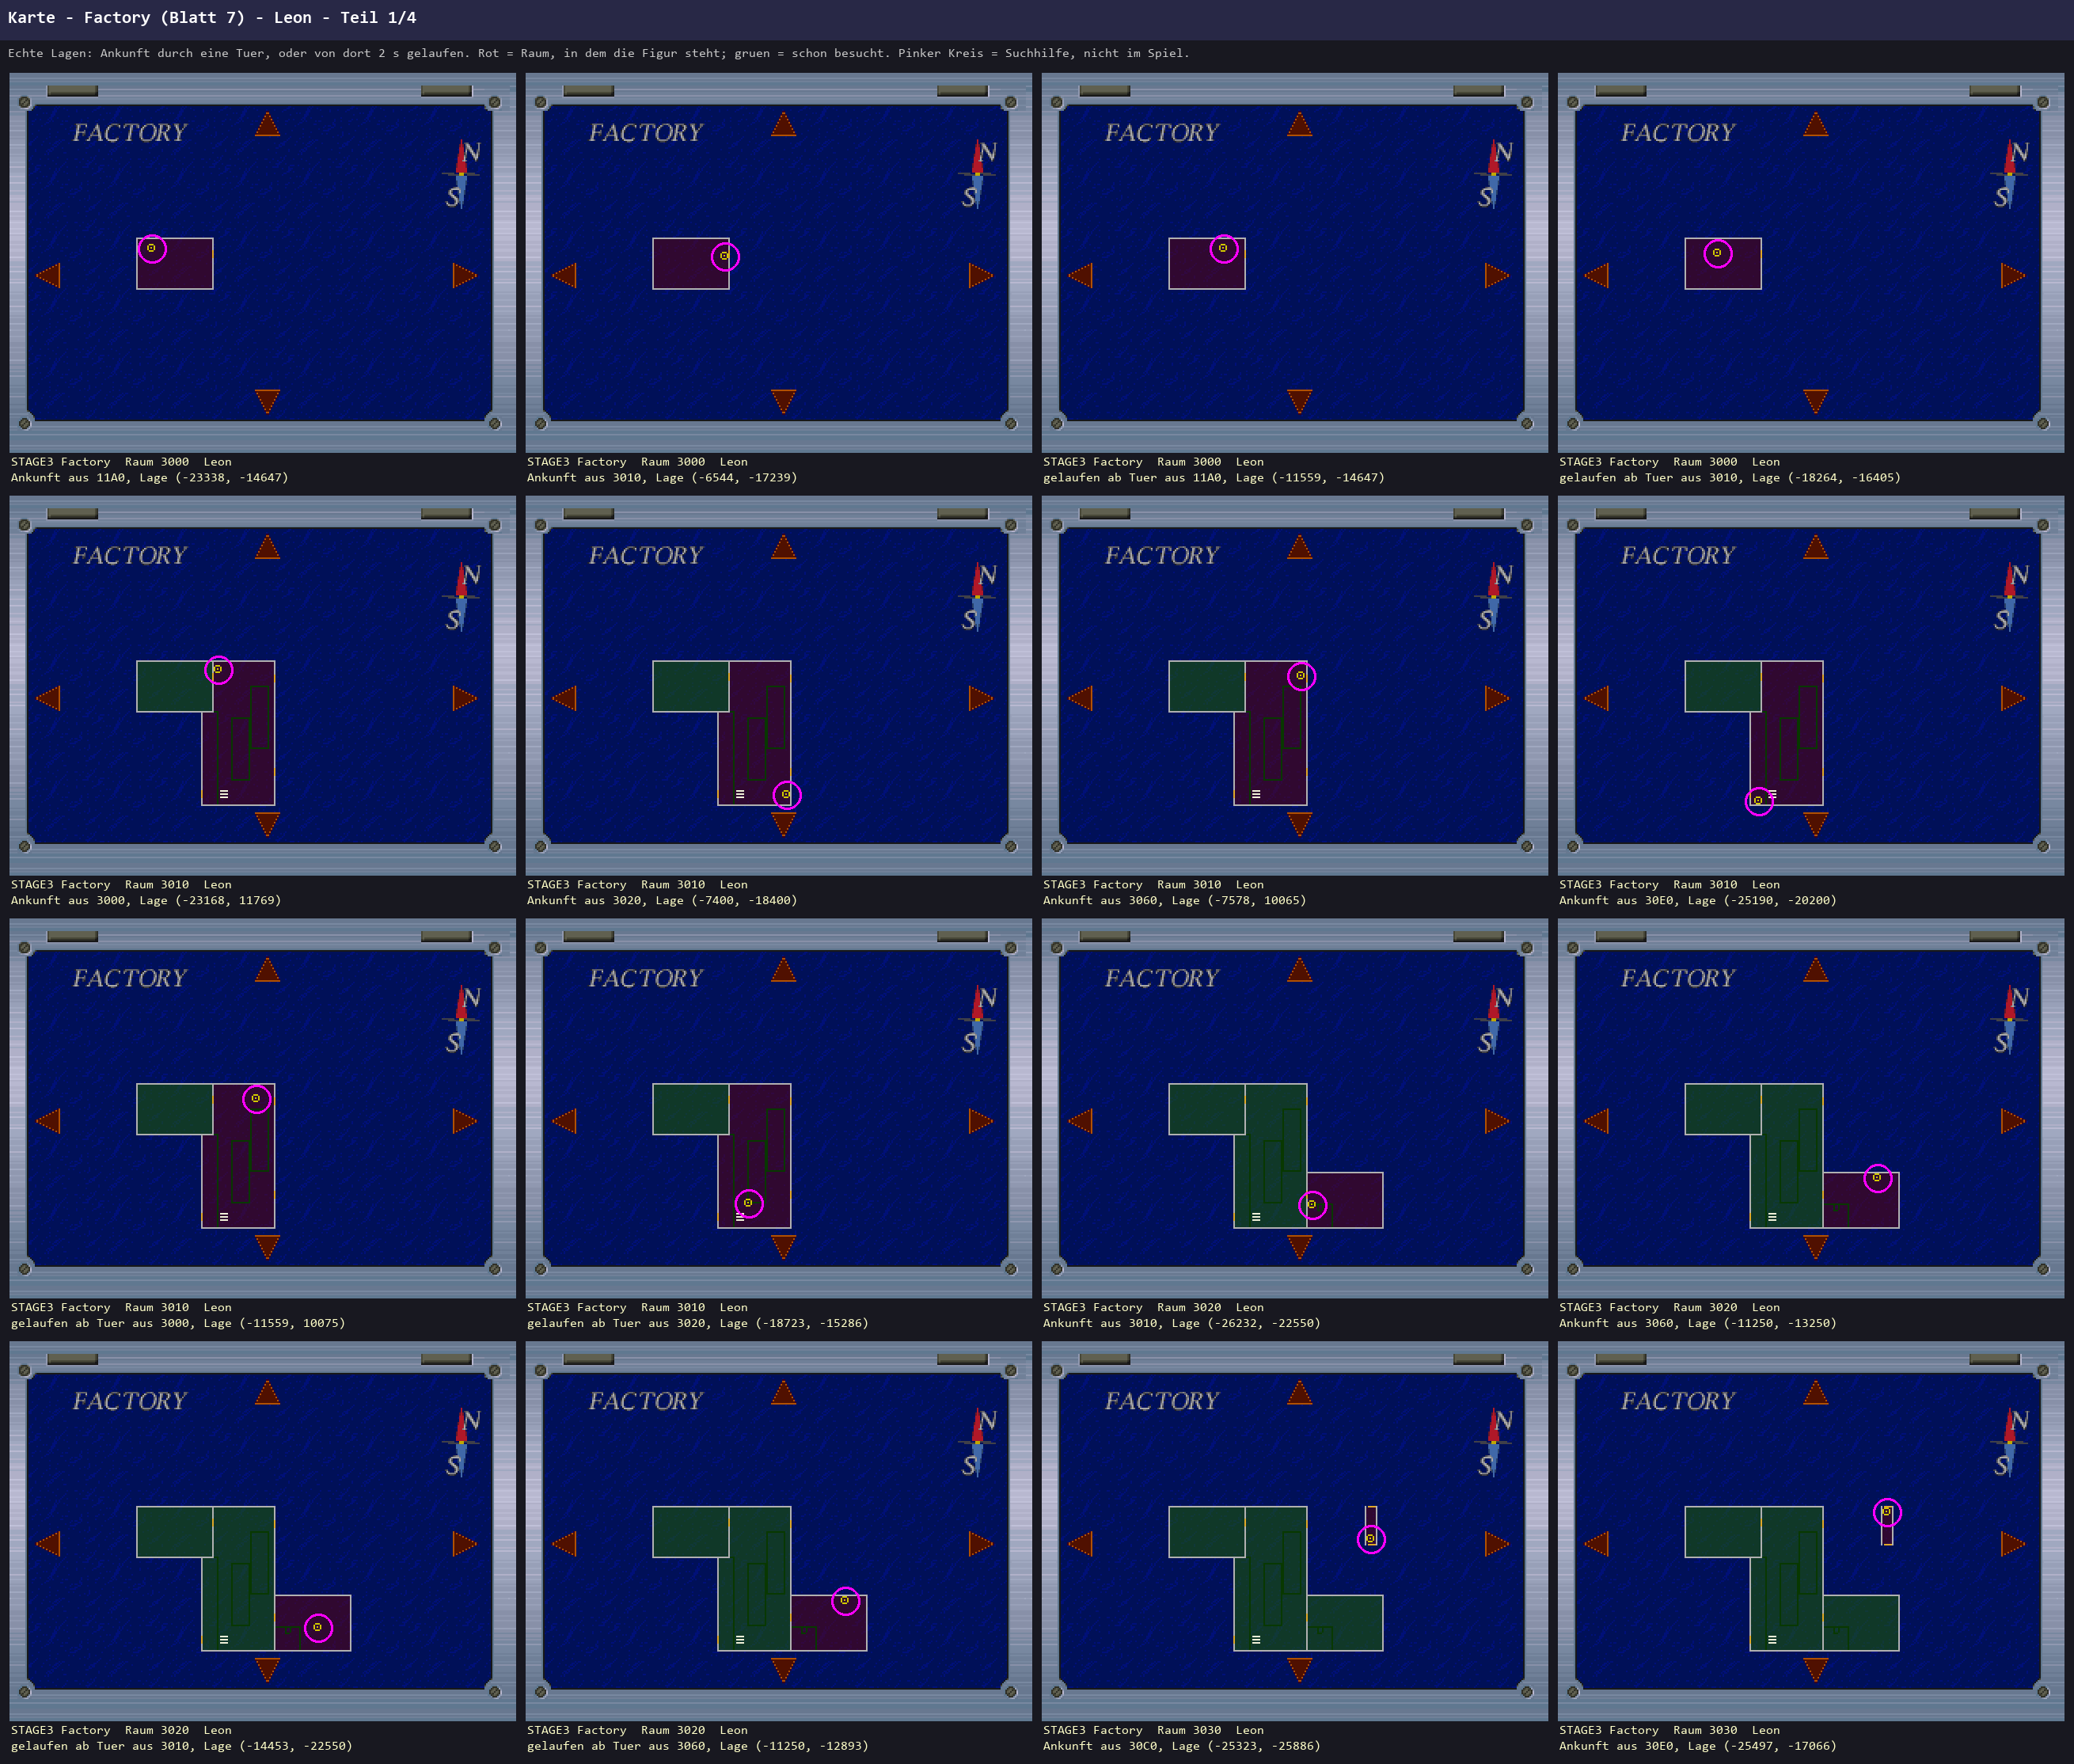 Karte - Factory (Blatt 7) - Leon - Teil 1/4
Echte Lagen: Ankunft durch eine Tuer, oder von dort 2 s gelaufen. Rot = Raum, in dem die Figur steht; gruen = schon besucht. Pinker Kreis = Suchhilfe, nicht im Spiel.
FACTORY
N
S
STAGE3 Factory  Raum 3000  Leon
Ankunft aus 11A0, Lage (-23338, -14647)
FACTORY
N
S
STAGE3 Factory  Raum 3000  Leon
Ankunft aus 3010, Lage (-6544, -17239)
FACTORY
N
S
STAGE3 Factory  Raum 3000  Leon
gelaufen ab Tuer aus 11A0, Lage (-11559, -14647)
FACTORY
N
S
STAGE3 Factory  Raum 3000  Leon
gelaufen ab Tuer aus 3010, Lage (-18264, -16405)
FACTORY
N
S
STAGE3 Factory  Raum 3010  Leon
Ankunft aus 3000, Lage (-23168, 11769)
FACTORY
N
S
STAGE3 Factory  Raum 3010  Leon
Ankunft aus 3020, Lage (-7400, -18400)
FACTORY
N
S
STAGE3 Factory  Raum 3010  Leon
Ankunft aus 3060, Lage (-7578, 10065)
FACTORY
N
S
STAGE3 Factory  Raum 3010  Leon
Ankunft aus 30E0, Lage (-25190, -20200)
FACTORY
N
S
STAGE3 Factory  Raum 3010  Leon
gelaufen ab Tuer aus 3000, Lage (-11559, 10075)
FACTORY
N
S
STAGE3 Factory  Raum 3010  Leon
gelaufen ab Tuer aus 3020, Lage (-18723, -15286)
FACTORY
N
S
STAGE3 Factory  Raum 3020  Leon
Ankunft aus 3010, Lage (-26232, -22550)
FACTORY
N
S
STAGE3 Factory  Raum 3020  Leon
Ankunft aus 3060, Lage (-11250, -13250)
FACTORY
N
S
STAGE3 Factory  Raum 3020  Leon
gelaufen ab Tuer aus 3010, Lage (-14453, -22550)
FACTORY
N
S
STAGE3 Factory  Raum 3020  Leon
gelaufen ab Tuer aus 3060, Lage (-11250, -12893)
FACTORY
N
S
STAGE3 Factory  Raum 3030  Leon
Ankunft aus 30C0, Lage (-25323, -25886)
FACTORY
N
S
STAGE3 Factory  Raum 3030  Leon
Ankunft aus 30E0, Lage (-25497, -17066)